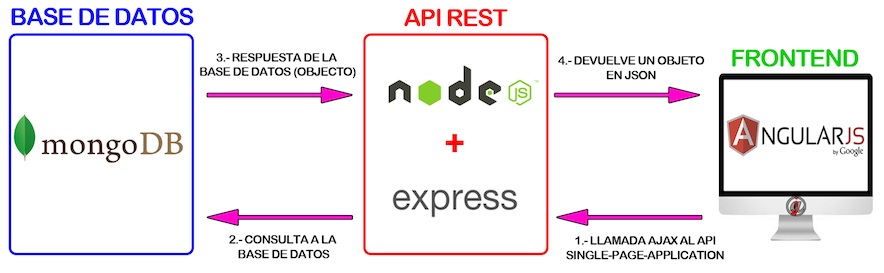 BASE DE DATOS
API REST
3.- RESPUESTA DE LA
BASE DE DATOS (OBJECTO)
4.- DEVUELVE UN OBJETO
EN JSON
FRONTEND
mongoDB
node
JS
™
+
express
ANGULARJS
by Google
2.- CONSULTA A LA
BASE DE DATOS
1.- LLAMADA AJAX AL API
SINGLE-PAGE-APPLICATION